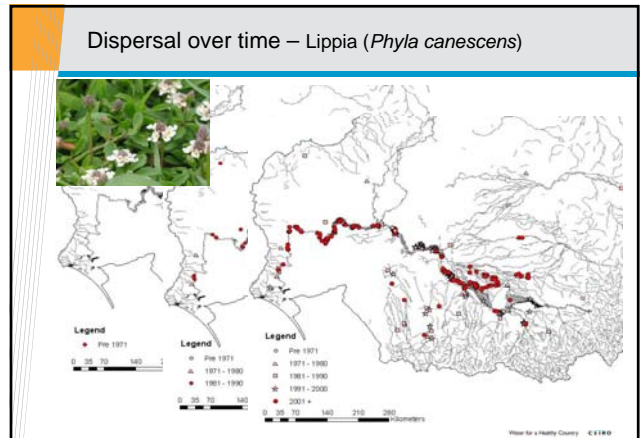 Dispersal over time – Lippia (Phyla canescens)
Legend
Pre 1971
0 35 70 140
Legend
Pre 1971
1971 - 1980
1981 - 1990
0 35 70 140
Legend
Pre 1971
1971 - 1980
1981 - 1990
1991 - 2000
2001 +
0 35 70 140 210 280
Kilometers
Water for a Healthy Country CSIRO